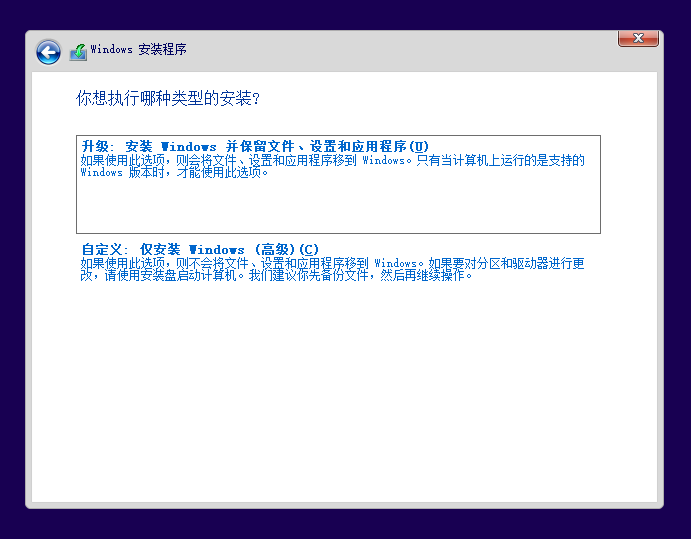 Windows 安装程序
你想执行哪种类型的安装?
升级: 安装 Windows 并保留文件、设置和应用程序(U)
如果使用此选项，则会将文件、设置和应用程序移到 Windows。只有当计算机上运行的是支持的
Windows 版本时，才能使用此选项。
自定义: 仅安装 Windows (高级)(C)
如果使用此选项，则不会将文件、设置和应用程序移到 Windows。如果要对分区和驱动器进行更
改，请使用安装盘启动计算机。我们建议你先备份文件，然后再继续操作。